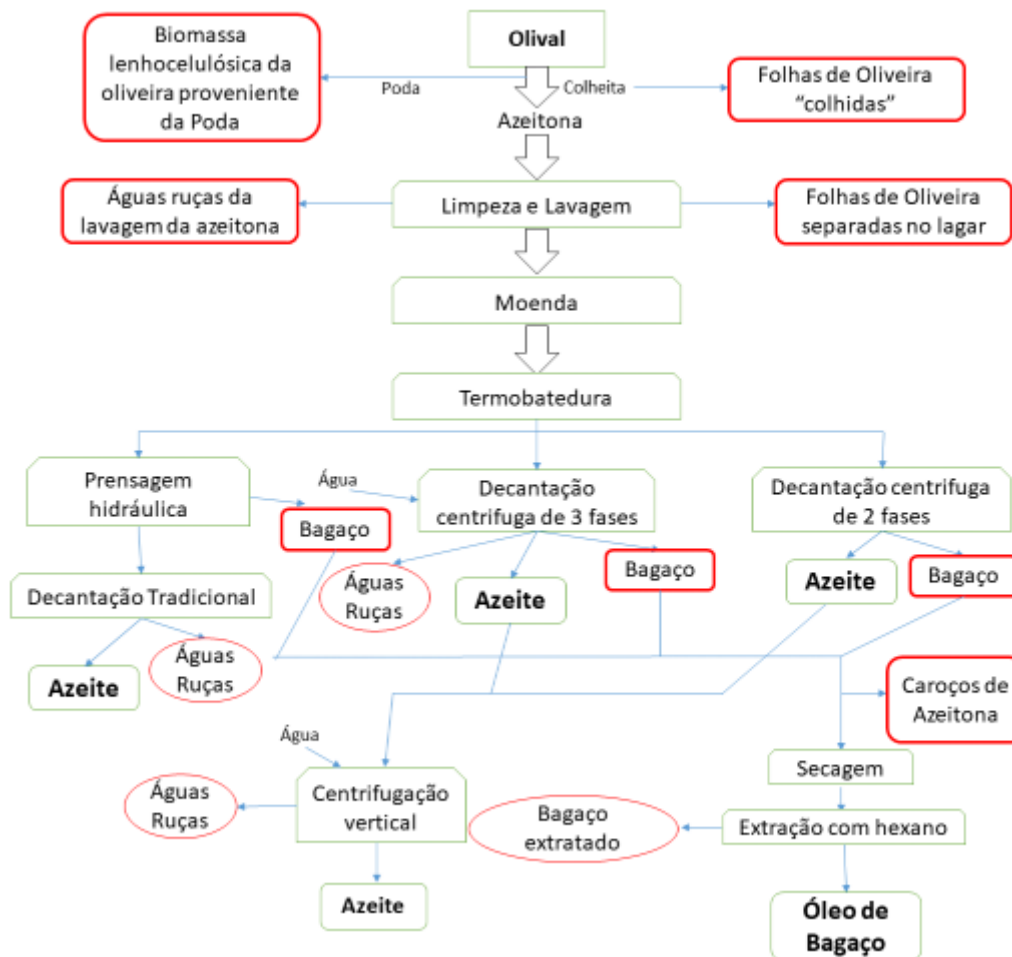 Olival
Biomassa
lenhocelulósica da
oliveira proveniente
da Poda
Poda
Colheita
Folhas de Oliveira
“colhidas”
Azeitona
Águas ruças da
lavagem da azeitona
Limpeza e Lavagem
Folhas de Oliveira
separadas no lagar
Moenda
Termobatedura
Prensagem
hidráulica
Água
Decantação
centrifuga de 3 fases
Decantação centrifuga
de 2 fases
Bagaço
Águas
Ruças
Azeite
Bagaço
Azeite
Bagaço
Decantação Tradicional
Azeite
Águas
Ruças
Caroços de
Azeitona
Água
Secagem
Águas
Ruças
Centrifugação
vertical
Bagaço
extratado
Extração com hexano
Azeite
Óleo de
Bagaço